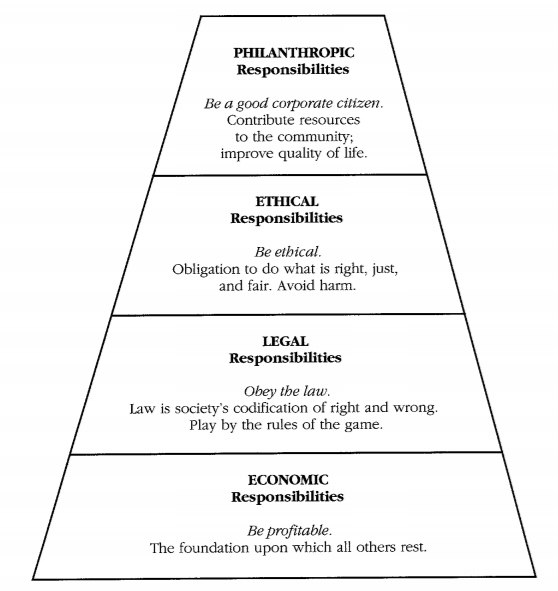 PHILANTHROPIC
Responsibilities
Be a good corporate citizen.
Contribute resources
to the community;
improve quality of life.
ETHICAL
Responsibilities
Be ethical.
Obligation to do what is right, just,
and fair. Avoid harm.
LEGAL
Responsibilities
Obey the law.
Law is society's codification of right and wrong.
Play by the rules of the game.
ECONOMIC
Responsibilities
Be profitable.
The foundation upon which all others rest.